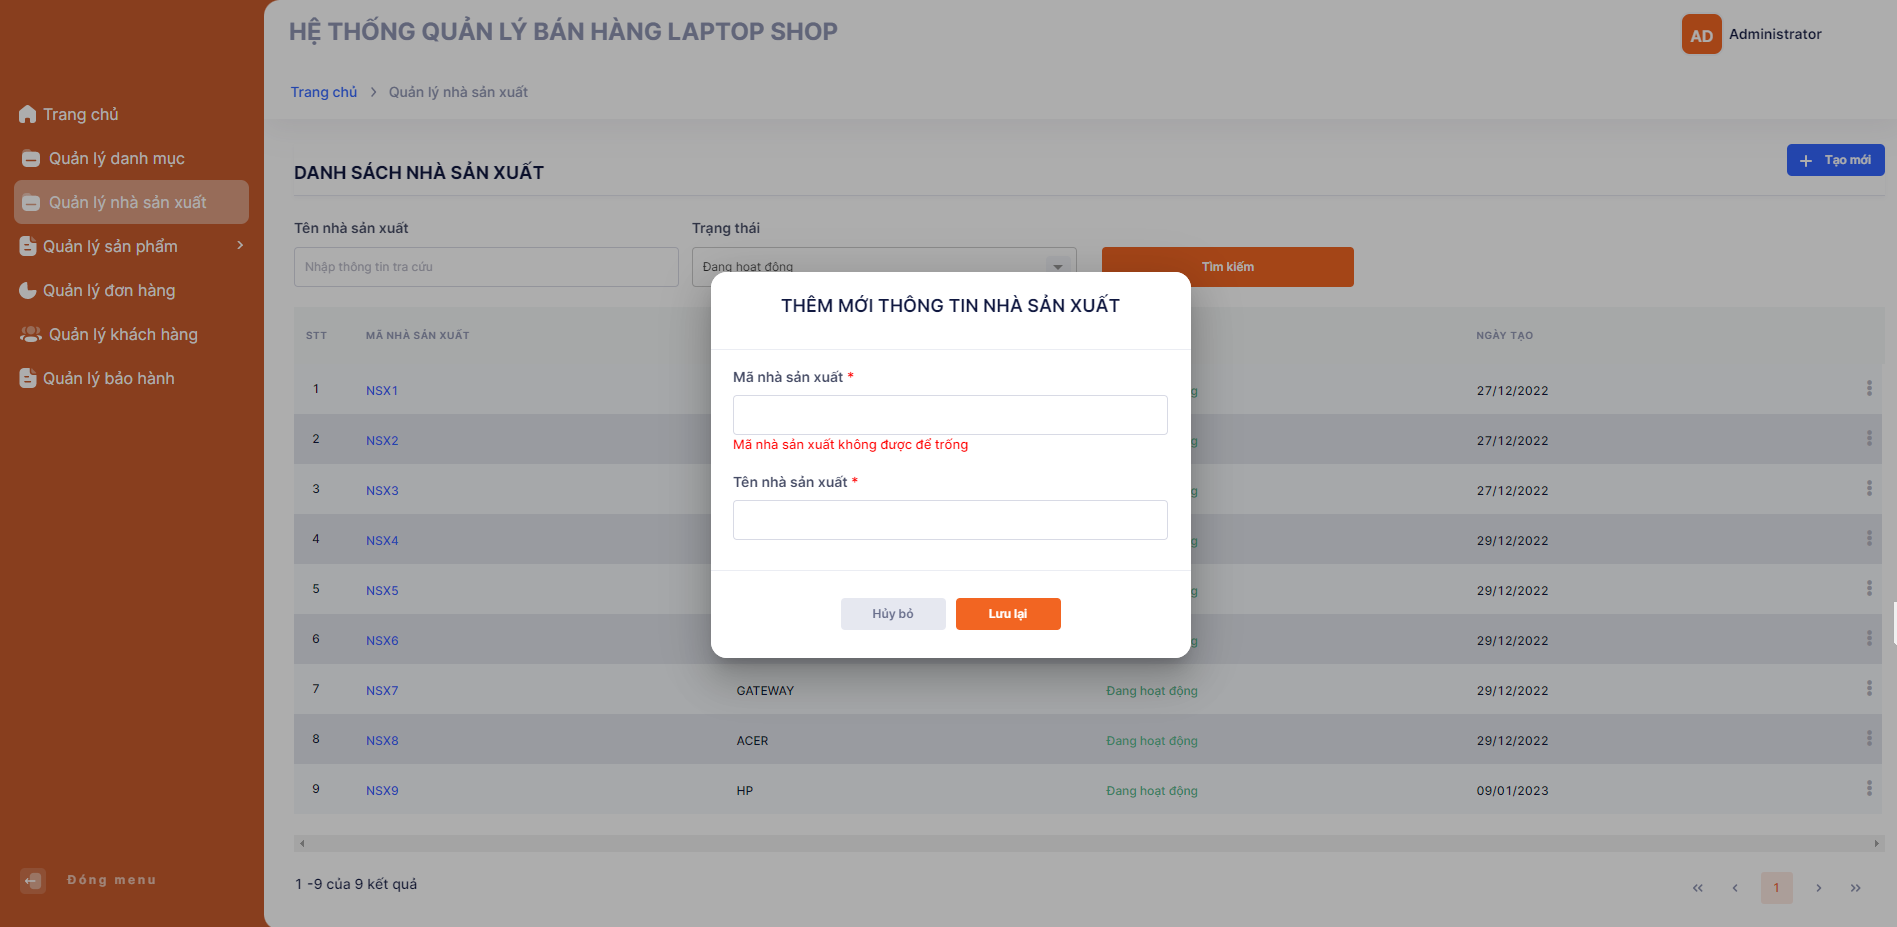 HỆ THỐNG QUẢN LÝ BÁN HÀNG LAPTOP SHOP
AD Administrator
Trang chủ > Quản lý nhà sản xuất
Trang chủ
Quản lý danh mục
Quản lý nhà sản xuất
Quản lý sản phẩm
Quản lý đơn hàng
Quản lý khách hàng
Quản lý bảo hành
Đóng menu
DANH SÁCH NHÀ SẢN XUẤT
+ Tạo mới
Tên nhà sản xuất Trạng thái
Nhập thông tin tra cứu Đang hoạt động Tìm kiếm
STT MÃ NHÀ SẢN XUẤT NGÀY TẠO
1 NSX1 27/12/2022
2 NSX2 27/12/2022
3 NSX3 27/12/2022
4 NSX4 29/12/2022
5 NSX5 29/12/2022
6 NSX6 29/12/2022
7 NSX7 GATEWAY Đang hoạt động 29/12/2022
8 NSX8 ACER Đang hoạt động 29/12/2022
9 NSX9 HP Đang hoạt động 09/01/2023
1 -9 của 9 kết quả
« ‹ 1 › »
THÊM MỚI THÔNG TIN NHÀ SẢN XUẤT
Mã nhà sản xuất *
Mã nhà sản xuất không được để trống
Tên nhà sản xuất *
Hủy bỏ Lưu lại